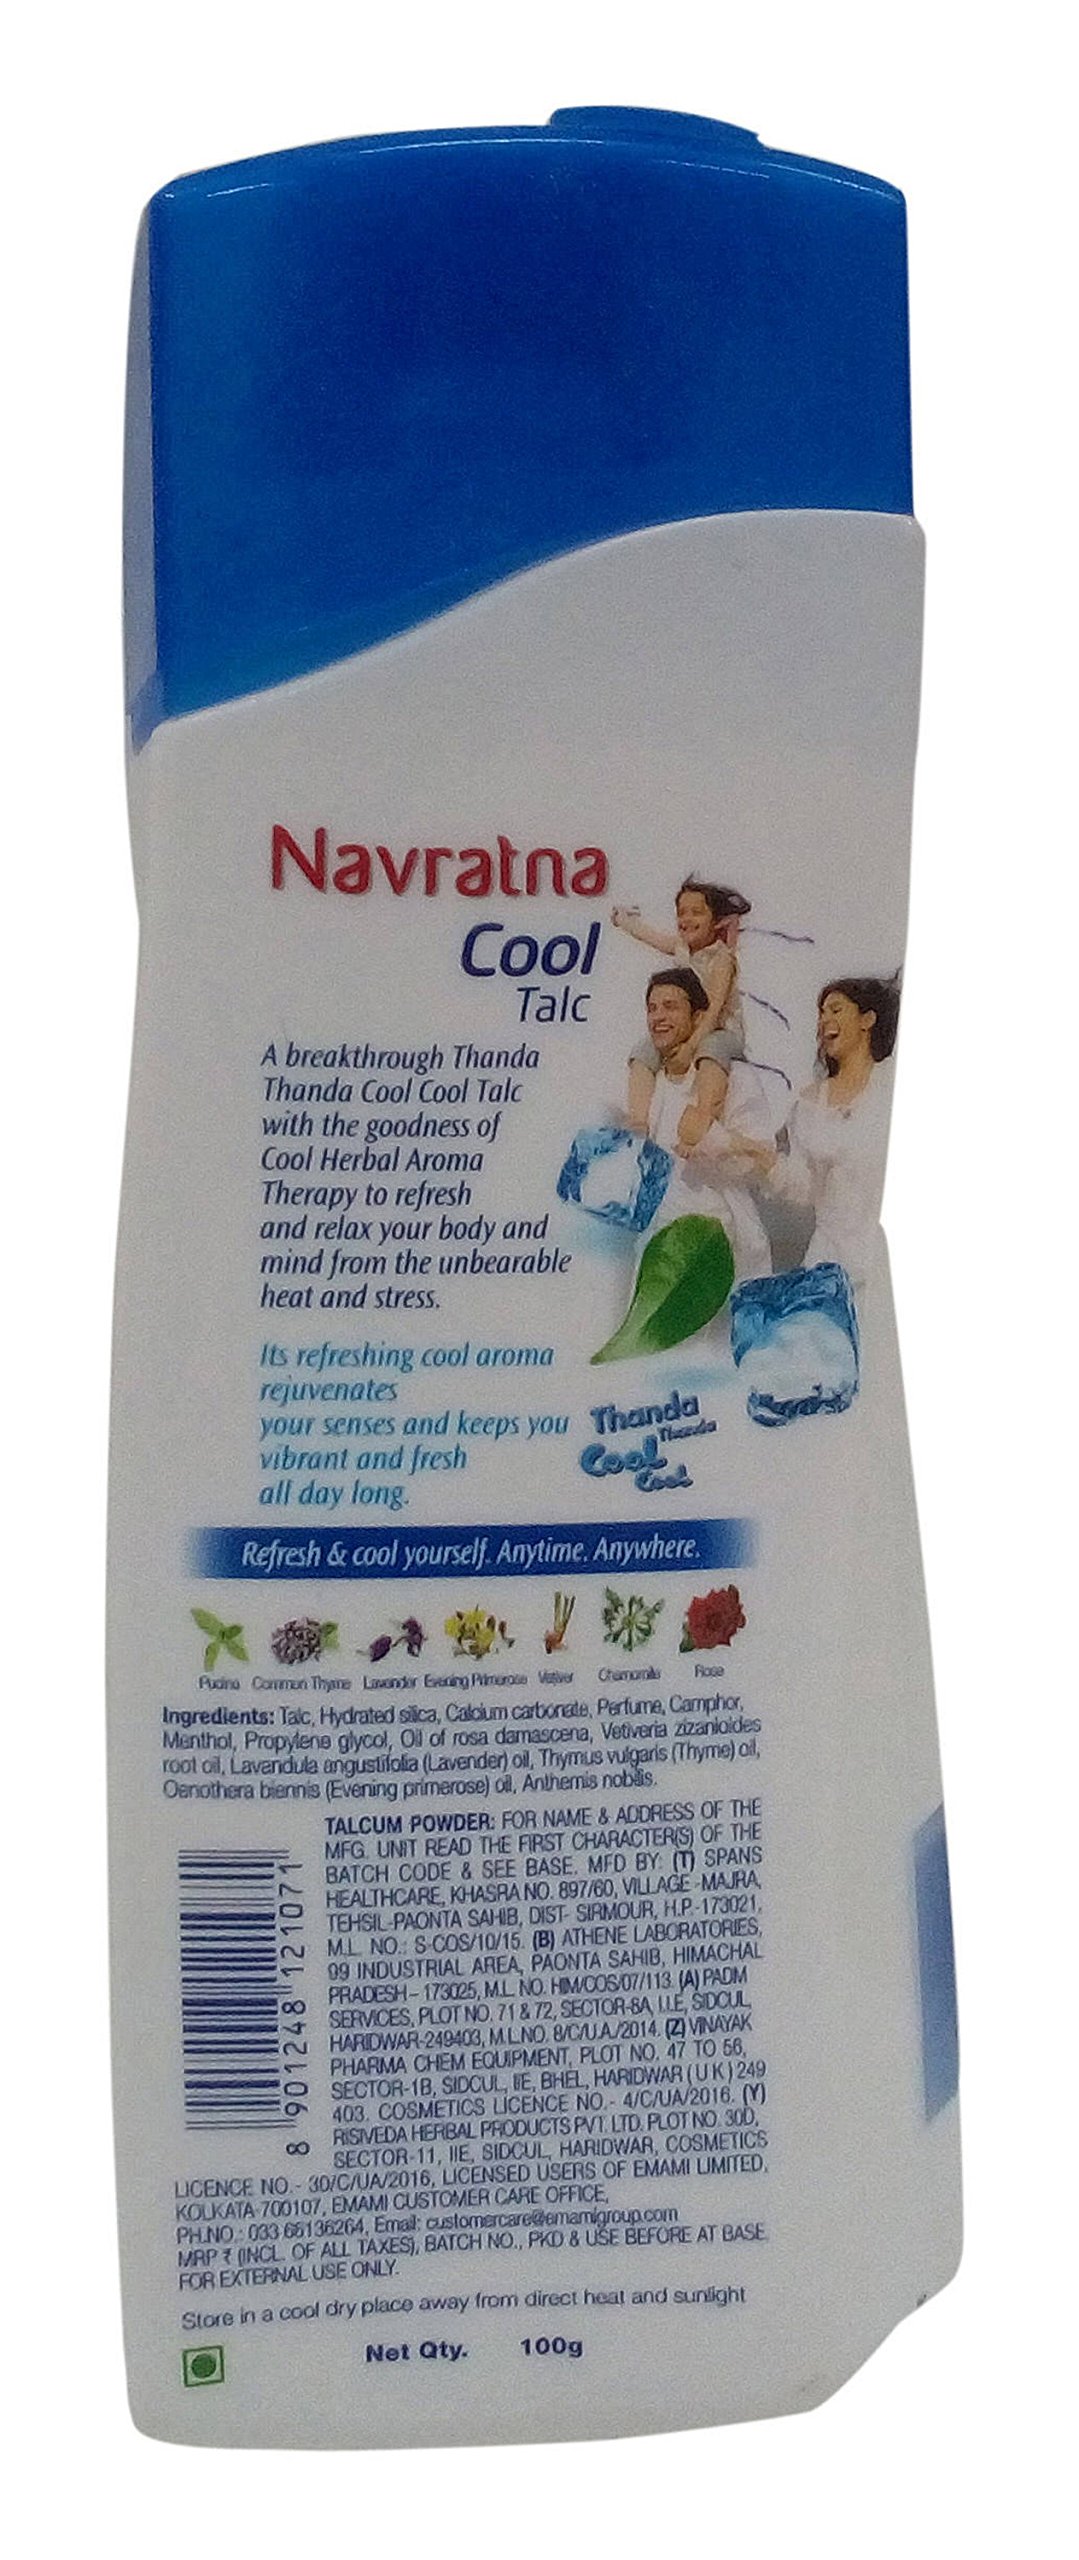 Navratna
Cool
Talc
A breakthrough Thanda
Thanda Cool Cool Talc
with the goodness of
Cool Herbal Aroma
Therapy to refresh
and relax your body and
mind from the unbearable
heat and stress.
Its refreshing cool aroma
rejuvenates
your senses and keeps you
vibrant and fresh
all day long.
Thanda
Thanda
Cool
Cool
Refresh & cool yourself. Anytime. Anywhere.
Pudina Common Thyme Lavender Evening Primerose Vetiver Chamomile Rose
Ingredients: Talc, Hydrated silica, Calcium carbonate, Perfume, Camphor,
Menthol, Propylene glycol, Oil of rosa damascena, Vetiveria zizanioides
root oil, Lavandula angustifolia (Lavender) oil, Thymus vulgaris (Thyme) oil,
Oenothera biennis (Evening primerose) oil, Anthemis nobilis.
TALCUM POWDER: FOR NAME & ADDRESS OF THE
MFG. UNIT READ THE FIRST CHARACTER(S) OF THE
BATCH CODE & SEE BASE. MFD BY: (T) SPANS
HEALTHCARE, KHASRA NO. 897/60, VILLAGE -MAJRA,
TEHSIL-PAONTA SAHIB, DIST- SIRMOUR, H.P.-173021,
M.L. NO.: S-COS/10/15. (B) ATHENE LABORATORIES,
99 INDUSTRIAL AREA, PAONTA SAHIB, HIMACHAL
PRADESH – 173025, M.L. NO. HIM/COS/07/113. (A) PADM
SERVICES, PLOT NO. 71 & 72, SECTOR-8A, I.I.E, SIDCUL,
HARIDWAR-249403, M.L.NO. 8/C/U.A./2014. (Z) VINAYAK
PHARMA CHEM EQUIPMENT, PLOT NO. 47 TO 56,
SECTOR-1B, SIDCUL, IIE, BHEL, HARIDWAR (U K ) 249
403. COSMETICS LICENCE NO.- 4/C/UA/2016. (Y)
RISIVEDA HERBAL PRODUCTS PVT. LTD. PLOT NO. 30D,
SECTOR-11, IIE, SIDCUL, HARIDWAR, COSMETICS
LICENCE NO.- 30/C/UA/2016, LICENSED USERS OF EMAMI LIMITED,
KOLKATA-700107, EMAMI CUSTOMER CARE OFFICE,
PH.NO.: 033 66136264, Email: customercare@emamigroup.com
MRP ₹ (INCL. OF ALL TAXES), BATCH NO., PKD & USE BEFORE AT BASE.
FOR EXTERNAL USE ONLY.
8 901248 121071
Store in a cool dry place away from direct heat and sunlight
Net Qty. 100g